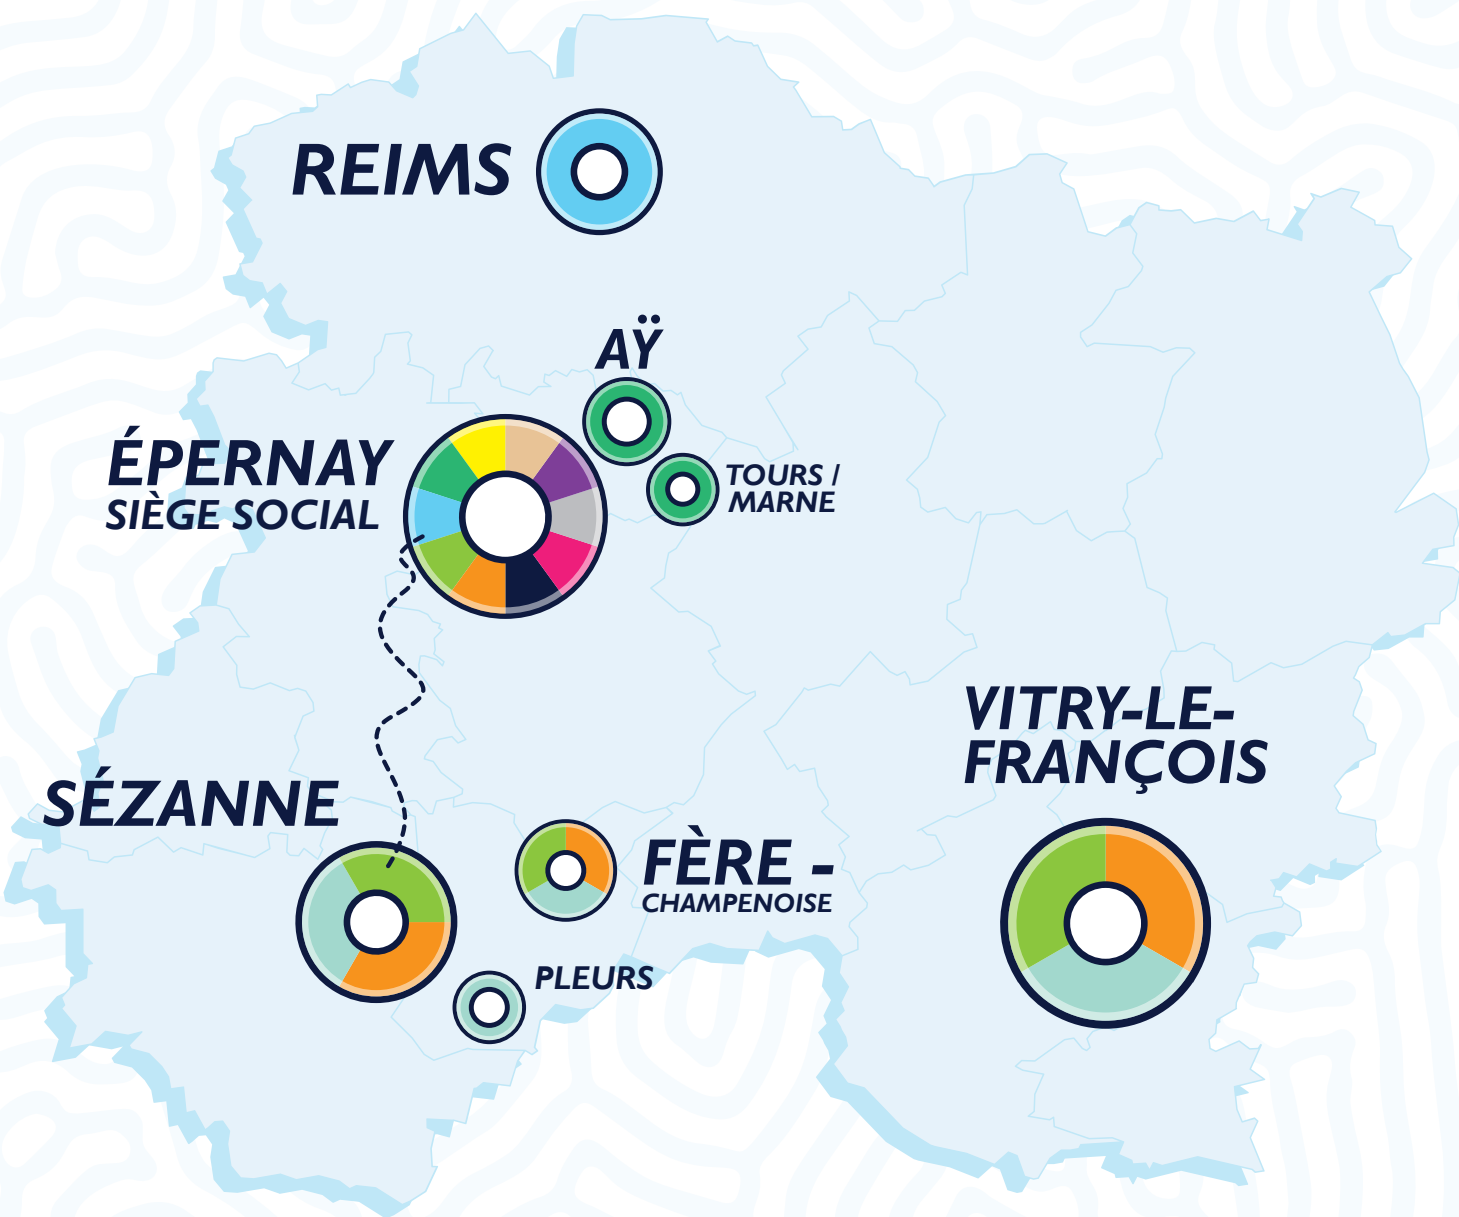 REIMS
AŸ
ÉPERNAY
SIÈGE SOCIAL
TOURS /
MARNE
VITRY-LE-
FRANÇOIS
SÉZANNE
FÈRE -
CHAMPENOISE
PLEURS